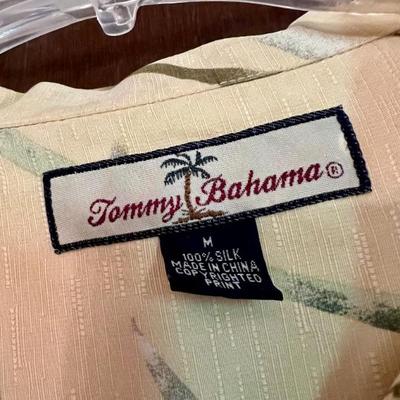 Tommy Bahama®
M
100% SILK
MADE IN CHINA
COPYRIGHTED
PRINT